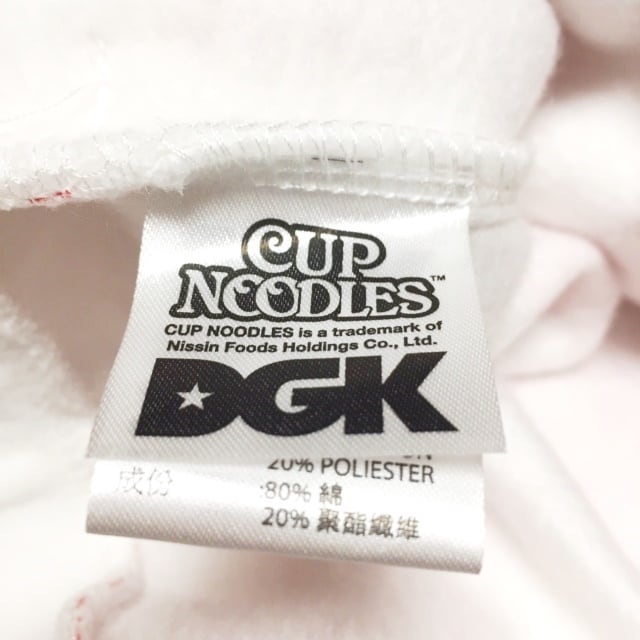 CUP
NOODLES™
CUP NOODLES is a trademark of
Nissin Foods Holdings Co., Ltd.
DGK
20% POLIESTER
成份 :80% 綿
20% 聚酯纖維